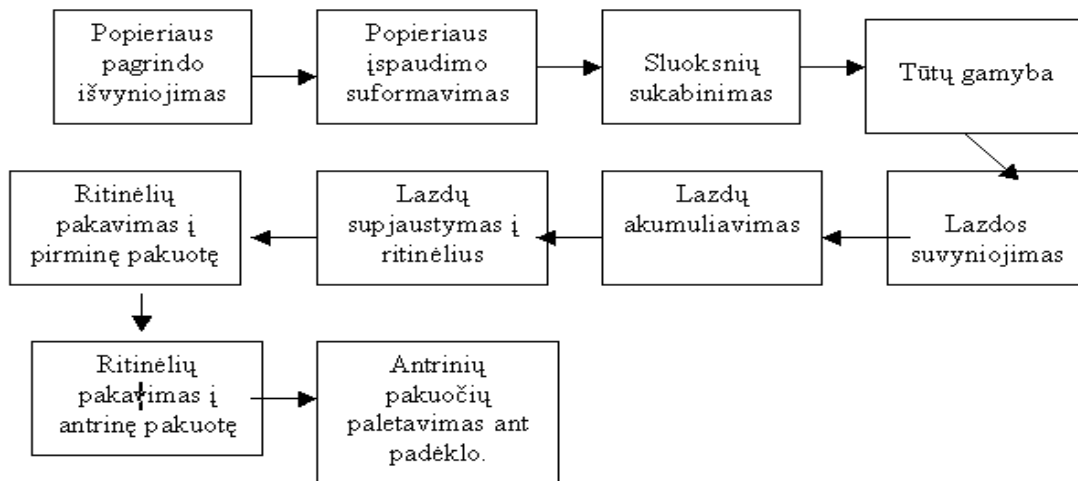 Popieriaus
pagrindo
išvyniojimas
Popieriaus
įspaudimo
suformavimas
Sluoksnių
sukabinimas
Tūtų gamyba
Lazdos
suvyniojimas
Lazdų
akumuliavimas
Lazdų
supjaustymas į
ritinėlius
Ritinėlių
pakavimas į
pirminę pakuotę
Ritinėlių
pakavimas į
antrinę pakuotę
Antrinių
pakuočių
paletavimas ant
padėklo.